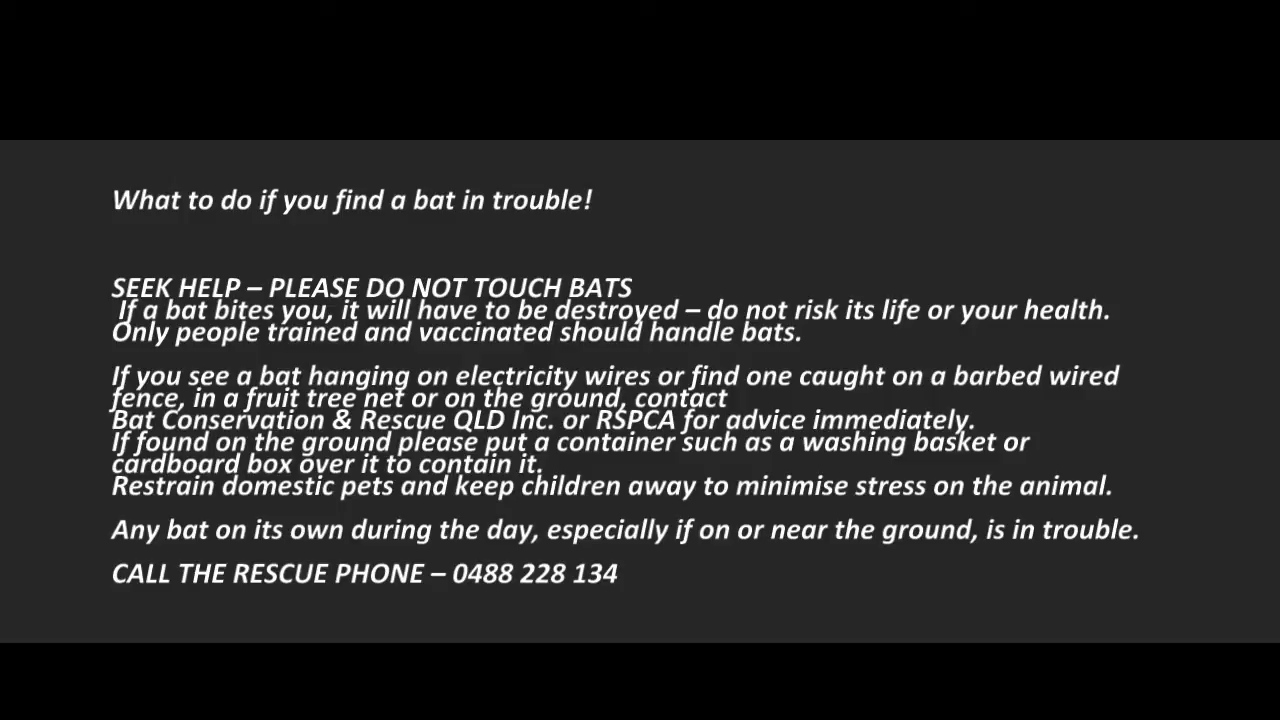 What to do if you find a bat in trouble!
SEEK HELP – PLEASE DO NOT TOUCH BATS
If a bat bites you, it will have to be destroyed – do not risk its life or your health.
Only people trained and vaccinated should handle bats.
If you see a bat hanging on electricity wires or find one caught on a barbed wired
fence, in a fruit tree net or on the ground, contact
Bat Conservation & Rescue QLD Inc. or RSPCA for advice immediately.
If found on the ground please put a container such as a washing basket or
cardboard box over it to contain it.
Restrain domestic pets and keep children away to minimise stress on the animal.
Any bat on its own during the day, especially if on or near the ground, is in trouble.
CALL THE RESCUE PHONE – 0488 228 134